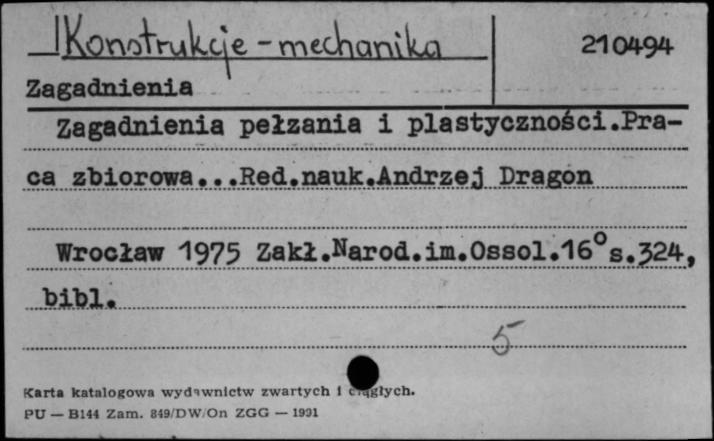 Konstrukcje - mechanika 210494
Zagadnienia
Zagadnienia pełzania i plastyczności.Pra-
ca zbiorowa...Red.nauk.Andrzej Dragon
Wrocław 1975 Zakł.Narod.im.Ossol.16° s.324,
bibl.
5
Karta katalogowa wydawnictw zwartych i ciągłych.
PU — B144 Zam. 849/DW/On ZGG — 1991